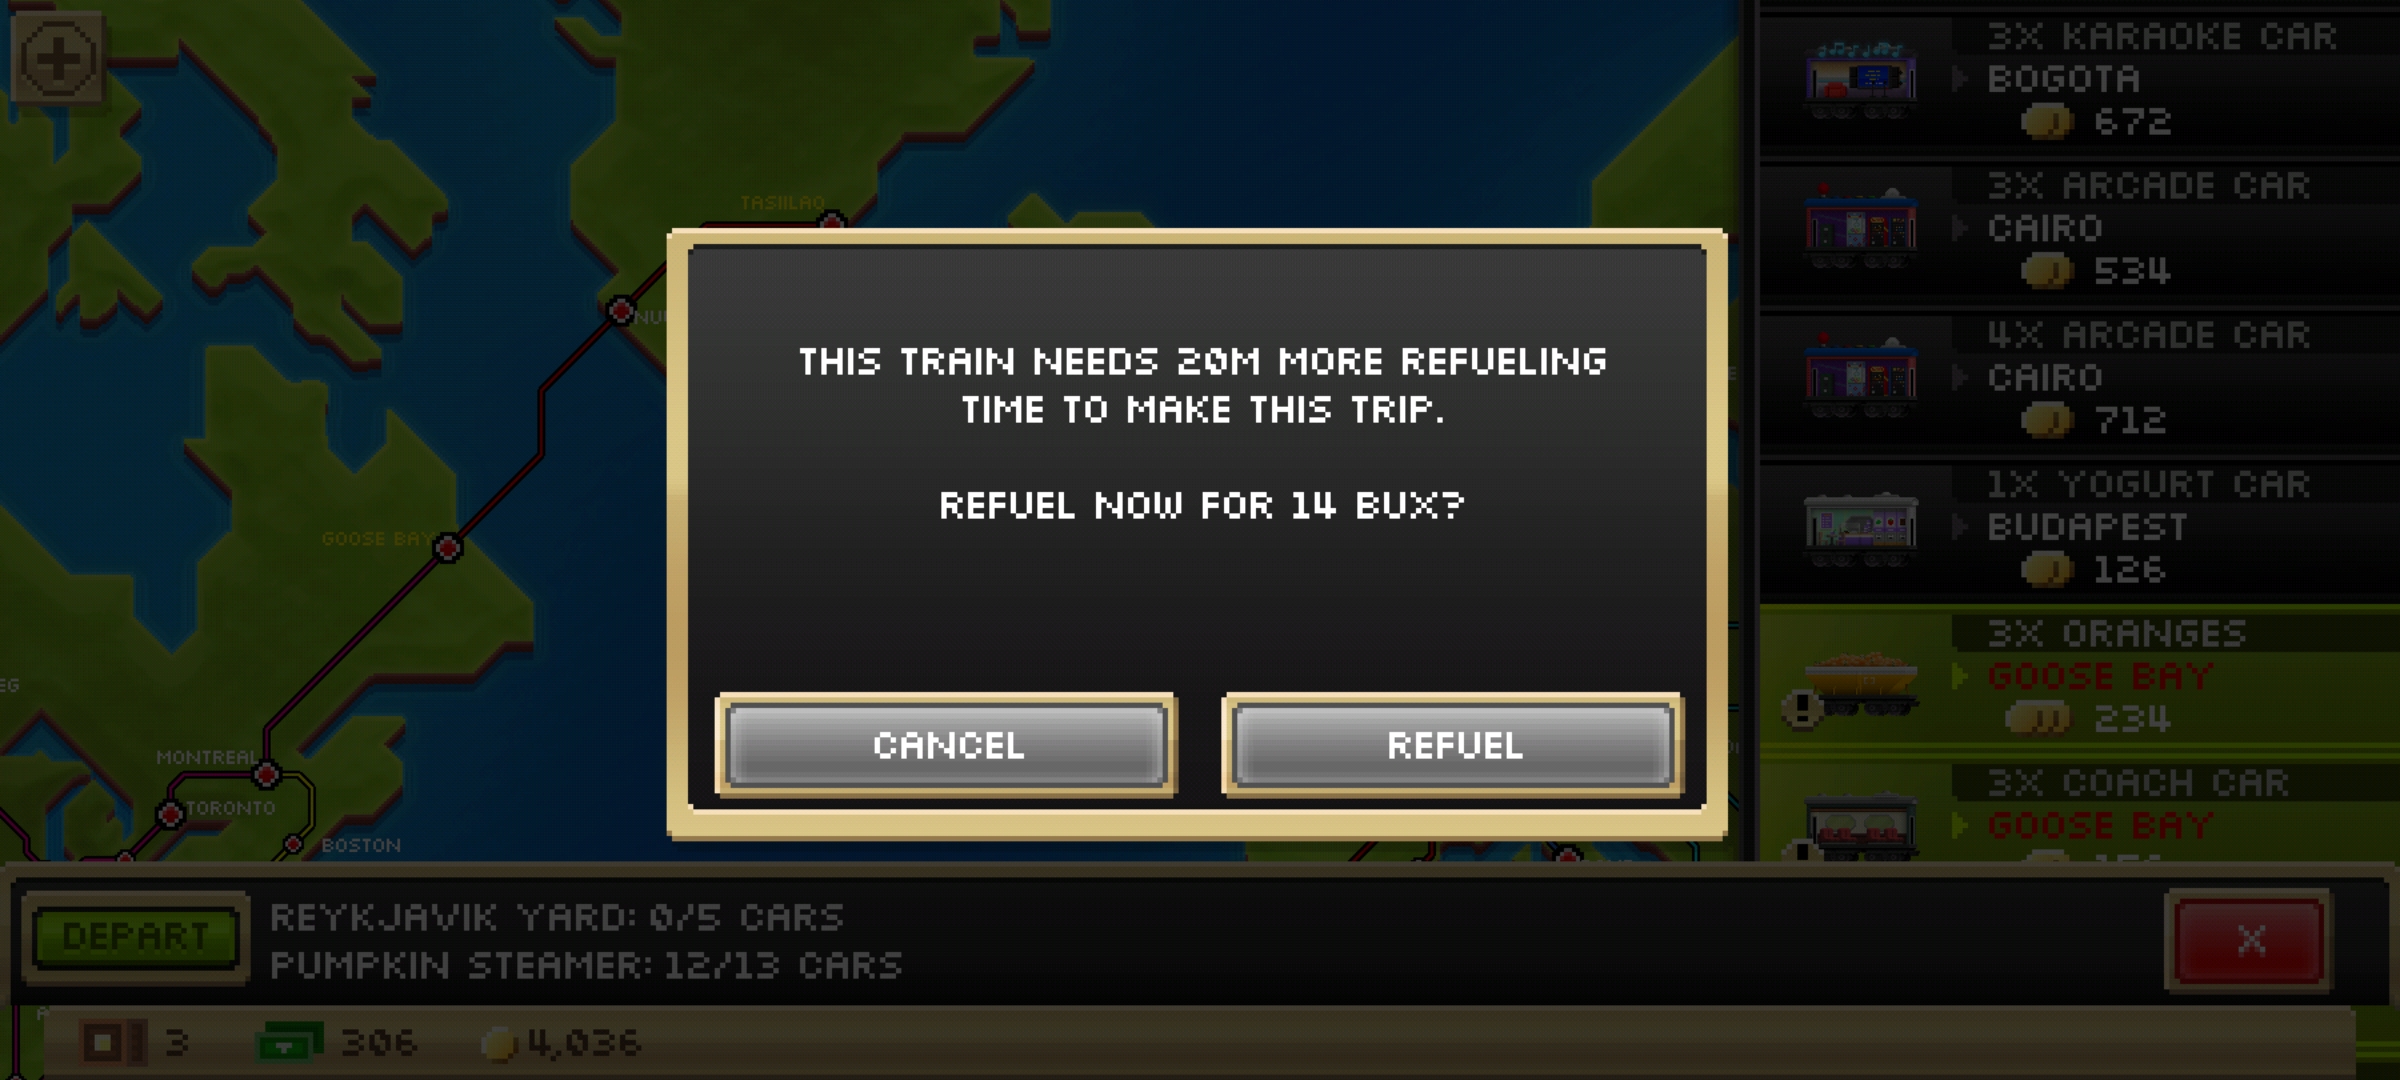 3X KARAOKE CAR
BOGOTA
672
3X ARCADE CAR
CAIRO
534
4X ARCADE CAR
CAIRO
712
1X YOGURT CAR
BUDAPEST
126
3X ORANGES
GOOSE BAY
234
3X COACH CAR
GOOSE BAY
TASIILAQ
GOOSE BAY
MONTREAL
TORONTO
BOSTON
THIS TRAIN NEEDS 20M MORE REFUELING
TIME TO MAKE THIS TRIP.
REFUEL NOW FOR 14 BUX?
CANCEL
REFUEL
DEPART
REYKJAVIK YARD: 0/5 CARS
PUMPKIN STEAMER: 12/13 CARS
X
3
306
4,036